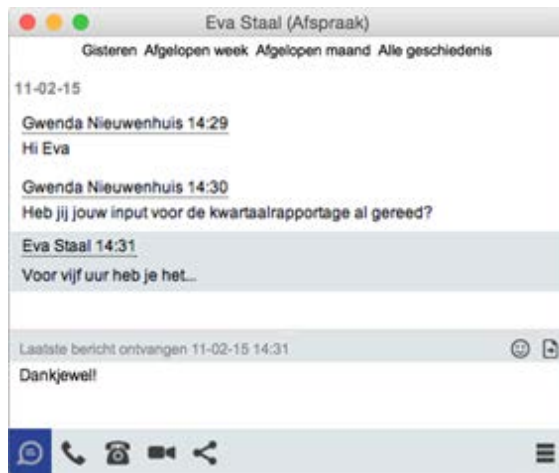 Eva Staal (Afspraak)
Gisteren Afgelopen week Afgelopen maand Alle geschiedenis
11-02-15
Gwenda Nieuwenhuis 14:29
Hi Eva
Gwenda Nieuwenhuis 14:30
Heb jij jouw input voor de kwartaalrapportage al gereed?
Eva Staal 14:31
Voor vijf uur heb je het...
Laatste bericht ontvangen 11-02-15 14:31
Dankjewel!